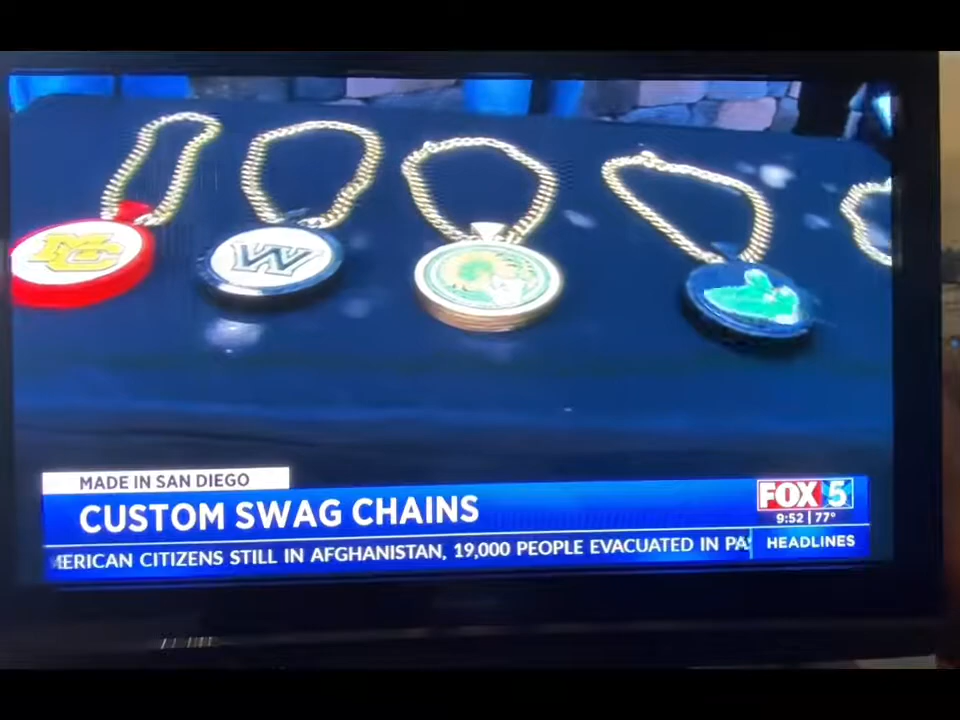 MC
W
MADE IN SAN DIEGO
CUSTOM SWAG CHAINS
FOX 5
9:52 | 77°
ERICAN CITIZENS STILL IN AFGHANISTAN, 19,000 PEOPLE EVACUATED IN PA
HEADLINES